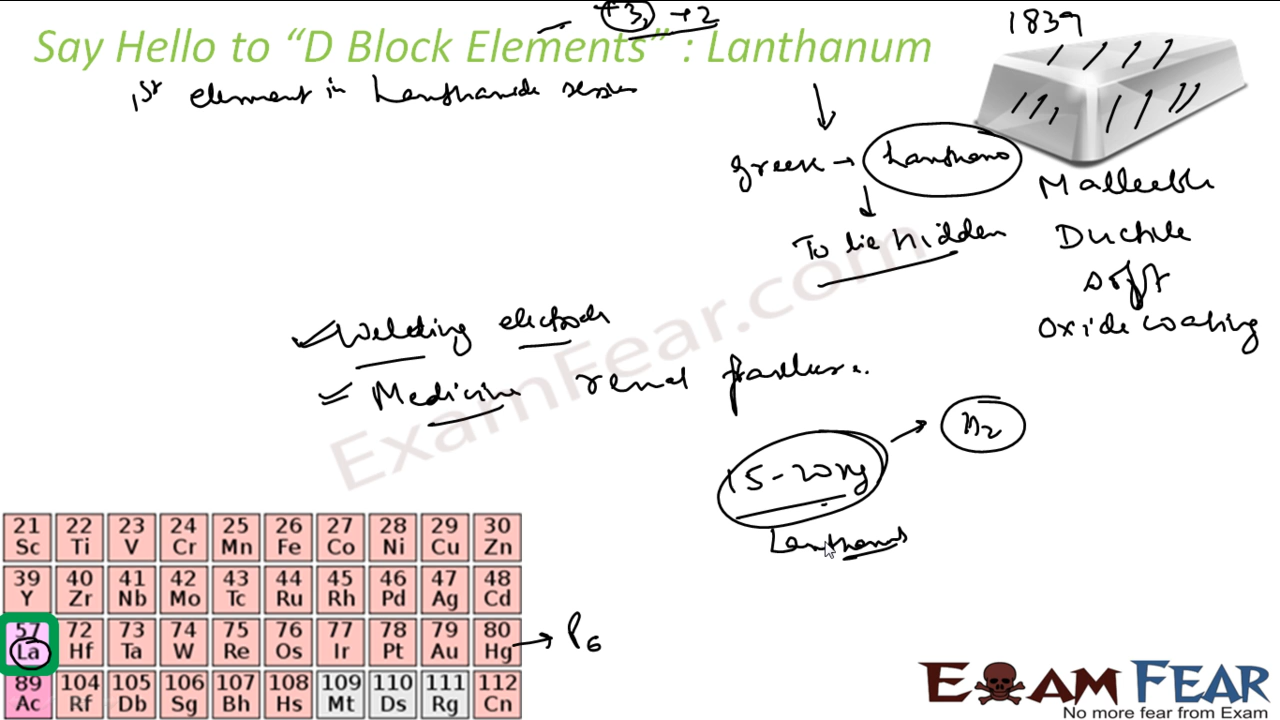 +3, +2
1839
Say Hello to “D Block Elements” : Lanthanum
1st element in Lanthanide series
Greek → Lanthano
To lie hidden
Malleable
Ductile
soft
Oxide coating
Welding electrode
Medicine renal failure
15-20 kg
H2
Lanthanum
ExamFear.com
21 22 23 24 25 26 27 28 29 30
Sc Ti V Cr Mn Fe Co Ni Cu Zn
39 40 41 42 43 44 45 46 47 48
Y Zr Nb Mo Tc Ru Rh Pd Ag Cd
57 72 73 74 75 76 77 78 79 80
La Hf Ta W Re Os Ir Pt Au Hg → P6
89 104 105 106 107 108 109 110 111 112
Ac Rf Db Sg Bh Hs Mt Ds Rg Cn
EXAM FEAR
No more fear from Exam